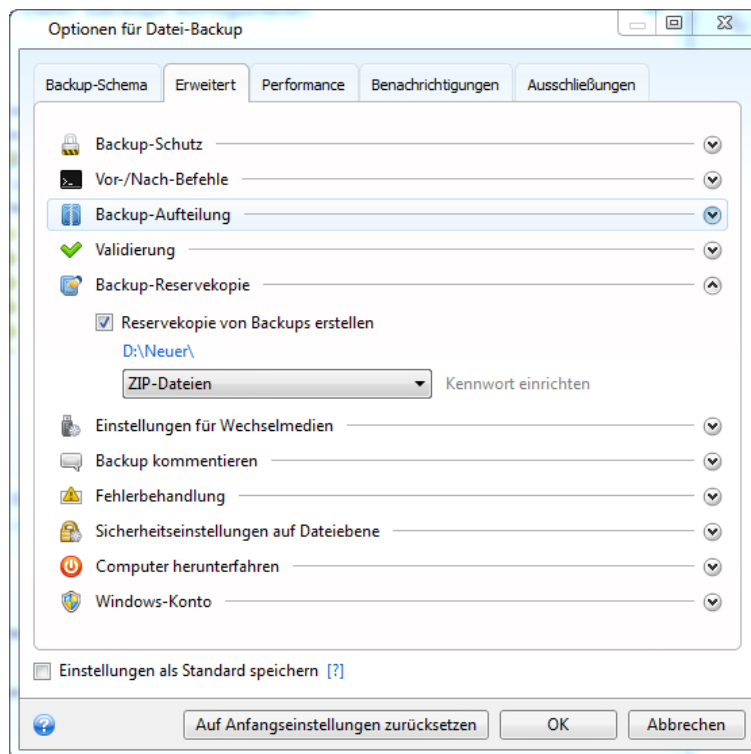 Optionen für Datei-Backup
Backup-Schema Erweitert Performance Benachrichtigungen Ausschließungen
Backup-Schutz
Vor-/Nach-Befehle
Backup-Aufteilung
Validierung
Backup-Reservekopie
Reservekopie von Backups erstellen
D:\Neuer\
ZIP-Dateien Kennwort einrichten
Einstellungen für Wechselmedien
Backup kommentieren
Fehlerbehandlung
Sicherheitseinstellungen auf Dateiebene
Computer herunterfahren
Windows-Konto
Einstellungen als Standard speichern [?]
Auf Anfangseinstellungen zurücksetzen OK Abbrechen